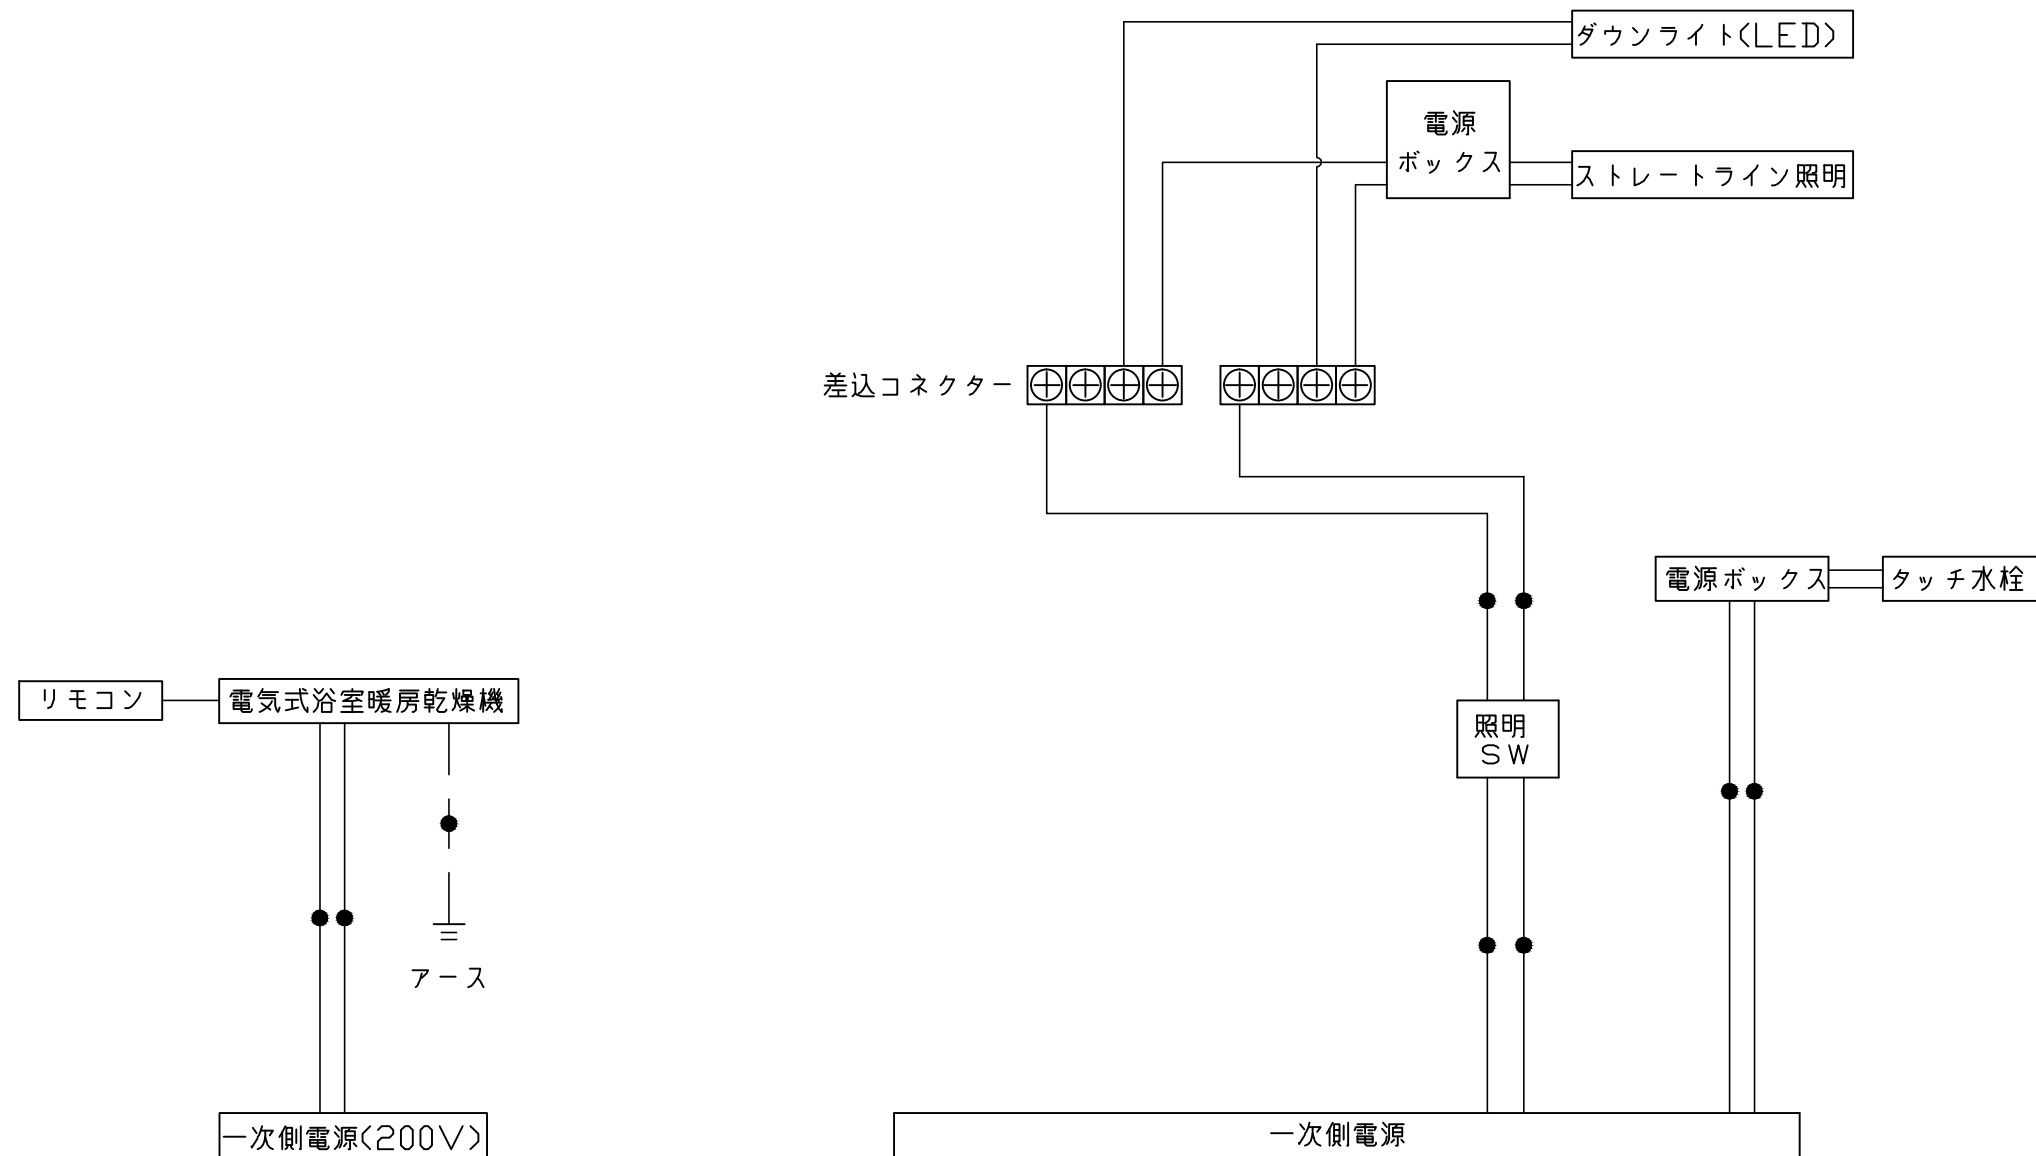 ダウンライト(LED)
電源
ボックス
ストレートライン照明
差込コネクター
電源ボックス
タッチ水栓
リモコン
電気式浴室暖房乾燥機
照明
SW
アース
一次側電源(200V)
一次側電源